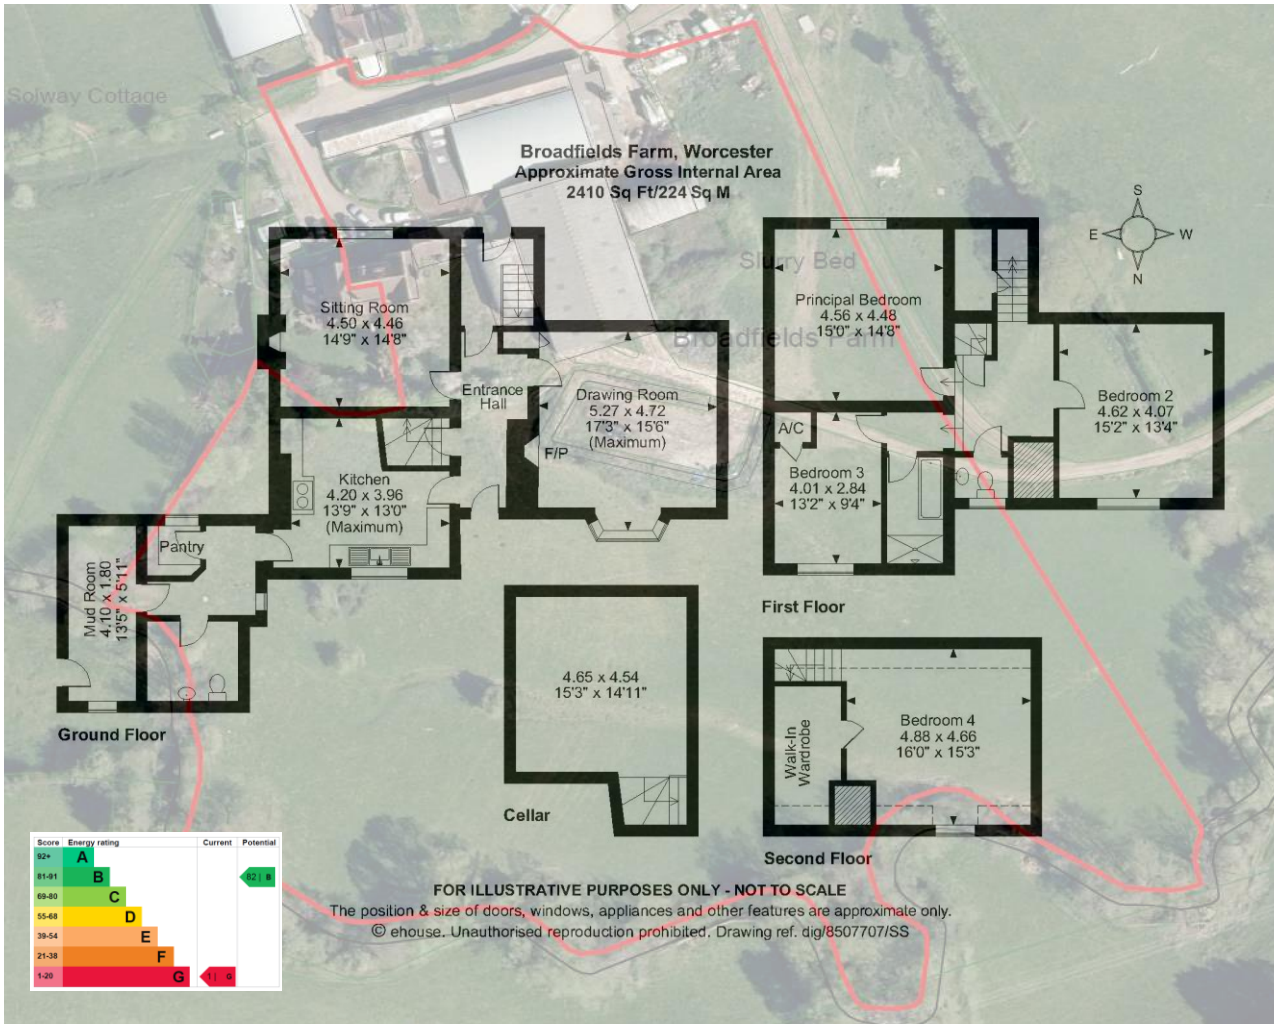 Solway Cottage
Broadfields Farm, Worcester
Approximate Gross Internal Area
2410 Sq Ft/224 Sq M
S
E
W
N
Slurry Bed
Broadfields Farm
Sitting Room
4.50 x 4.46
14'9" x 14'8"
Entrance
Hall
Drawing Room
5.27 x 4.72
17'3" x 15'6"
(Maximum)
F/P
Kitchen
4.20 x 3.96
13'9" x 13'0"
(Maximum)
Pantry
Mud Room
4.10 x 1.80
13'5" x 5'11"
Ground Floor
Principal Bedroom
4.56 x 4.48
15'0" x 14'8"
Bedroom 2
4.62 x 4.07
15'2" x 13'4"
A/C
Bedroom 3
4.01 x 2.84
13'2" x 9'4"
First Floor
4.65 x 4.54
15'3" x 14'11"
Cellar
Bedroom 4
4.88 x 4.66
16'0" x 15'3"
Walk-In
Wardrobe
Second Floor
Score Energy rating Current Potential
92+ A
81-91 B 82 | B
69-80 C
55-68 D
39-54 E
21-38 F
1-20 G 1 | G
FOR ILLUSTRATIVE PURPOSES ONLY - NOT TO SCALE
The position & size of doors, windows, appliances and other features are approximate only.
© ehouse. Unauthorised reproduction prohibited. Drawing ref. dig/8507707/SS